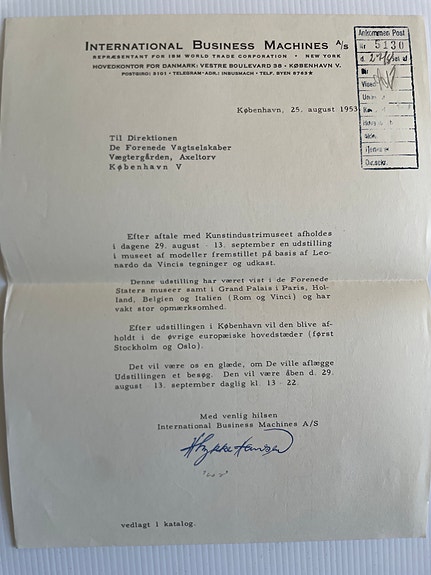 INTERNATIONAL BUSINESS MACHINES A/S
REPRÆSENTANT FOR IBM WORLD TRADE CORPORATION • NEW YORK
HOVEDKONTOR FOR DANMARK: VESTRE BOULEVARD 38 • KØBENHAVN V.
POSTGIRO: 5101 • TELEGRAM-ADR.: INBUSMACH • TELF. BYEN 8763★
Ankommen Post
Nr 5130
København, 25. august 1953
Til Direktionen
De Forenede Vagtselskaber
Vægtergården, Axeltorv
København V
Efter aftale med Kunstindustrimuseet afholdes
i dagene 29. august - 13. september en udstilling
i museet af modeller fremstillet på basis af Leo-
nardo da Vincis tegninger og udkast.
Denne udstilling har været vist i de Forenede
Staters museer samt i Grand Palais i Paris, Hol-
land, Belgien og Italien (Rom og Vinci) og har
vakt stor opmærksomhed.
Efter udstillingen i København vil den blive af-
holdt i de øvrige europæiske hovedstæder (først
Stockholm og Oslo).
Det vil være os en glæde, om De ville aflægge
Udstillingen et besøg. Den vil være åben d. 29.
august - 13. september daglig kl. 13 - 22.
Med venlig hilsen
International Business Machines A/S
vedlagt 1 katalog.